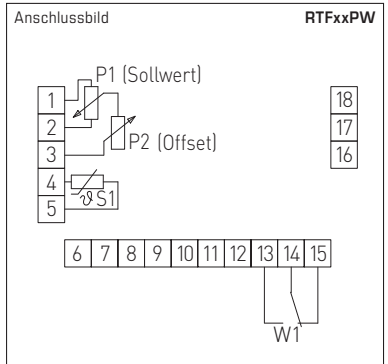 Anschlussbild RTFxxPW
P1 (Sollwert)
1 18
2 17
P2 (Offset)
3 16
4
ϑ S1
5
6 7 8 9 10 11 12 13 14 15
W1